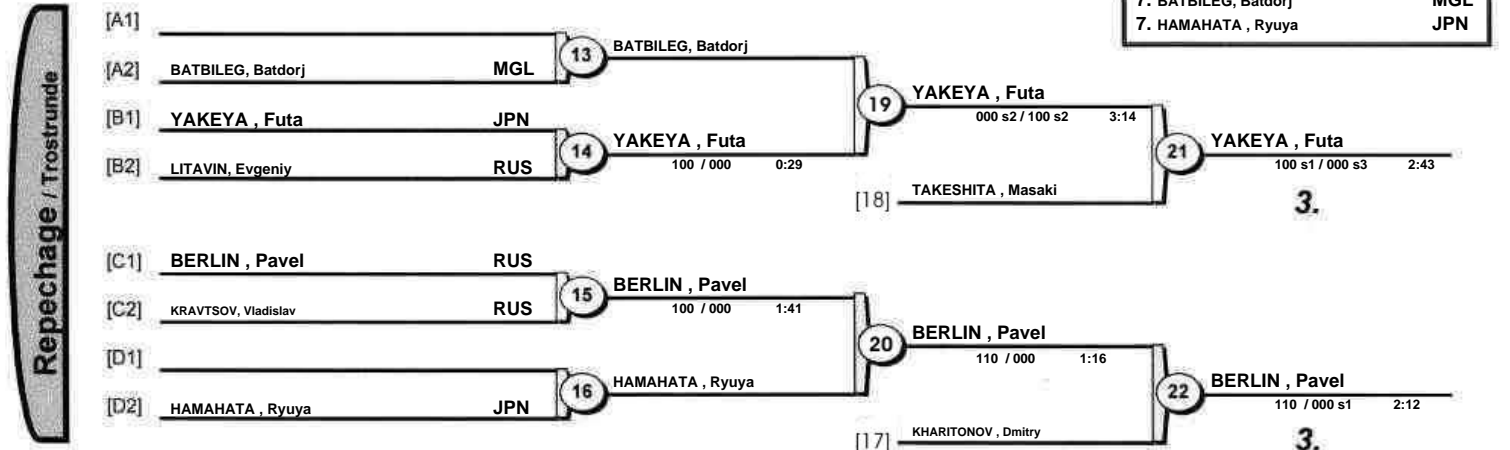 7. BATBILEG, Batdorj MGL
7. HAMAHATA , Ryuya JPN
Repechage / Trostrunde
[A1]
[A2] BATBILEG, Batdorj MGL
13
BATBILEG, Batdorj
[B1] YAKEYA , Futa JPN
[B2] LITAVIN, Evgeniy RUS
14
YAKEYA , Futa
100 / 000 0:29
19
YAKEYA , Futa
000 s2 / 100 s2 3:14
[18] TAKESHITA , Masaki
21
YAKEYA , Futa
100 s1 / 000 s3 2:43
3.
[C1] BERLIN , Pavel RUS
[C2] KRAVTSOV, Vladislav RUS
15
BERLIN , Pavel
100 / 000 1:41
[D1]
[D2] HAMAHATA , Ryuya JPN
16
HAMAHATA , Ryuya
20
BERLIN , Pavel
110 / 000 1:16
[17] KHARITONOV , Dmitry
22
BERLIN , Pavel
110 / 000 s1 2:12
3.